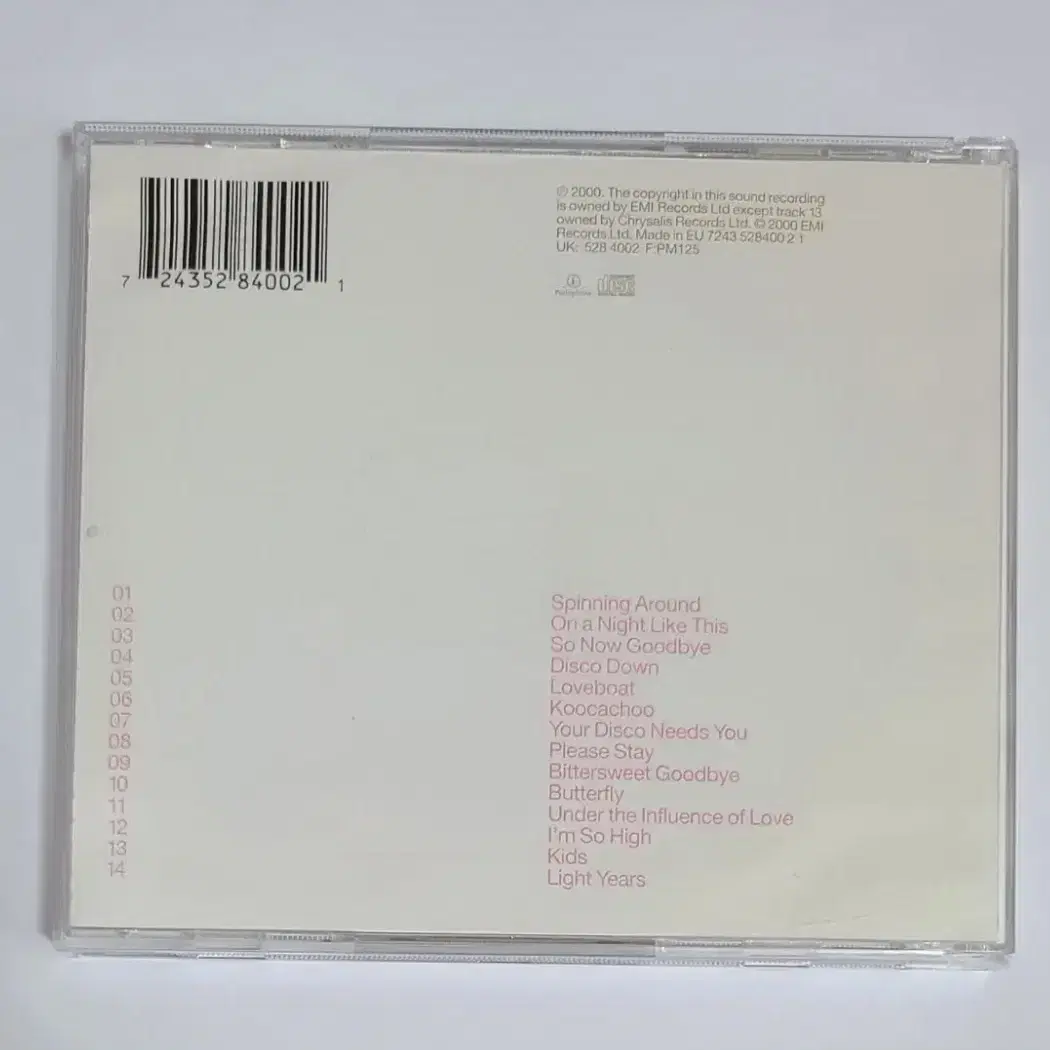 7 24352 84002 1
℗ 2000. The copyright in this sound recording
is owned by EMI Records Ltd except track 13
owned by Chrysalis Records Ltd. © 2000 EMI
Records Ltd. Made in EU 7243 528400 2 1
UK: 528 4002 F:PM125
Parlophone
01 Spinning Around
02 On a Night Like This
03 So Now Goodbye
04 Disco Down
05 Loveboat
06 Koocachoo
07 Your Disco Needs You
08 Please Stay
09 Bittersweet Goodbye
10 Butterfly
11 Under the Influence of Love
12 I'm So High
13 Kids
14 Light Years